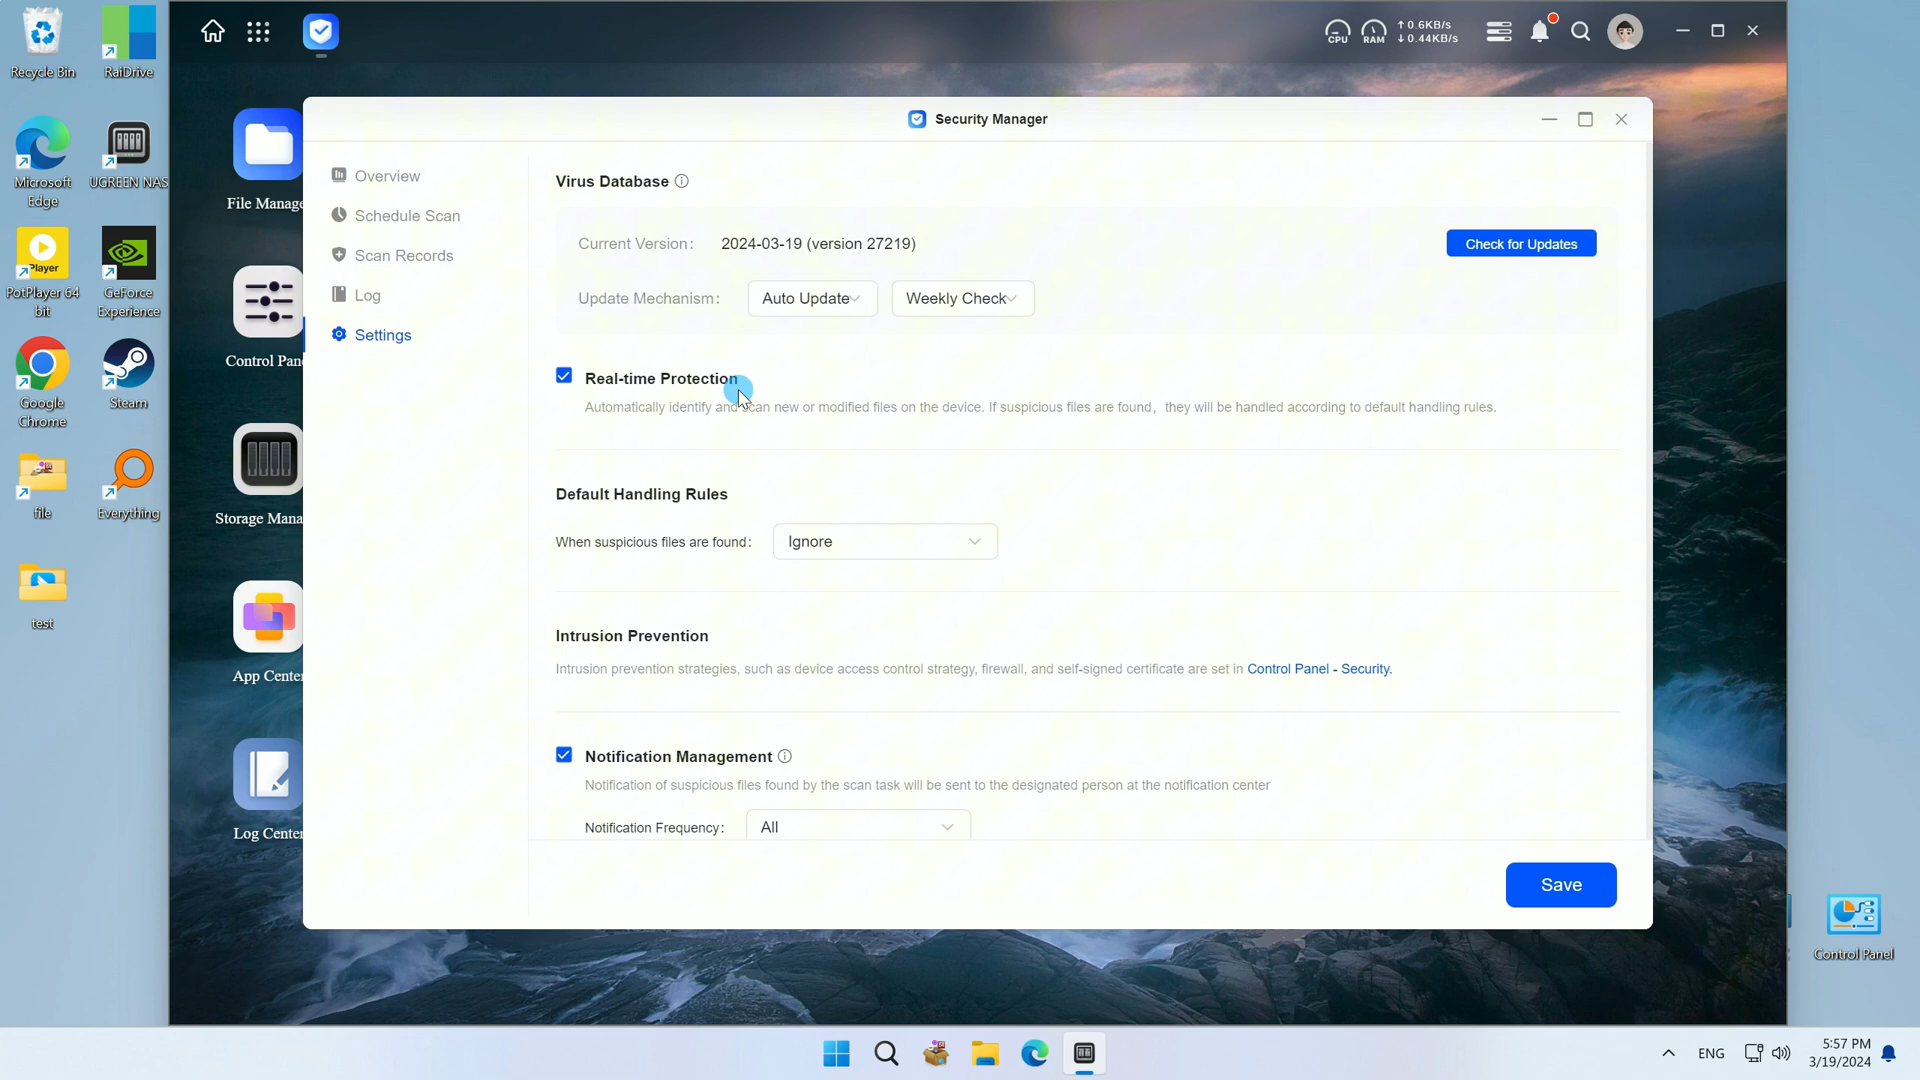 CPU RAM ↑ 0.6KB/s
↓ 0.44KB/s
Recycle Bin
RaiDrive
Microsoft Edge
UGREEN NAS
Player
PotPlayer 64 bit
GeForce Experience
Google Chrome
Steam
file
Everything
test
File Manage
Control Pan
Storage Mana
App Center
Log Center
Security Manager
Overview
Schedule Scan
Scan Records
Log
Settings
Virus Database
Current Version: 2024-03-19 (version 27219)
Check for Updates
Update Mechanism: Auto Update Weekly Check
Real-time Protection
Automatically identify and scan new or modified files on the device. If suspicious files are found, they will be handled according to default handling rules.
Default Handling Rules
When suspicious files are found: Ignore
Intrusion Prevention
Intrusion prevention strategies, such as device access control strategy, firewall, and self-signed certificate are set in Control Panel - Security.
Notification Management
Notification of suspicious files found by the scan task will be sent to the designated person at the notification center
Notification Frequency: All
Save
Control Panel
ENG
5:57 PM
3/19/2024